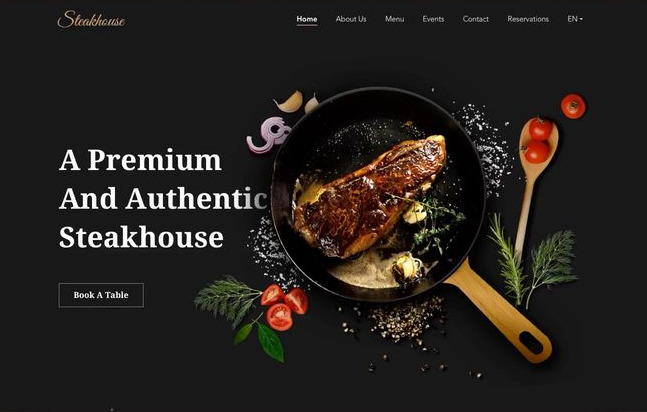 Steakhouse
Home About Us Menu Events Contact Reservations EN
A Premium
And Authentic
Steakhouse
Book A Table